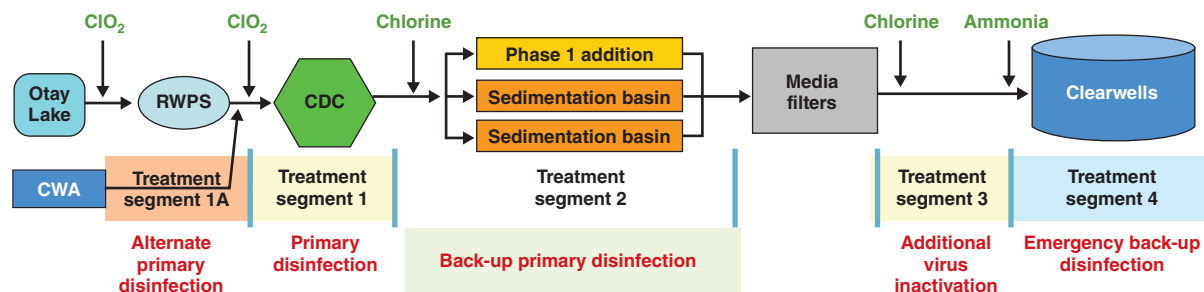 ClO₂
ClO₂
Chlorine
Chlorine
Ammonia
Otay
Lake
RWPS
CDC
Phase 1 addition
Sedimentation basin
Sedimentation basin
Media
filters
Clearwells
CWA
Treatment
segment 1A
Treatment
segment 1
Treatment
segment 2
Treatment
segment 3
Treatment
segment 4
Alternate
primary
disinfection
Primary
disinfection
Back-up primary disinfection
Additional
virus
inactivation
Emergency back-up
disinfection